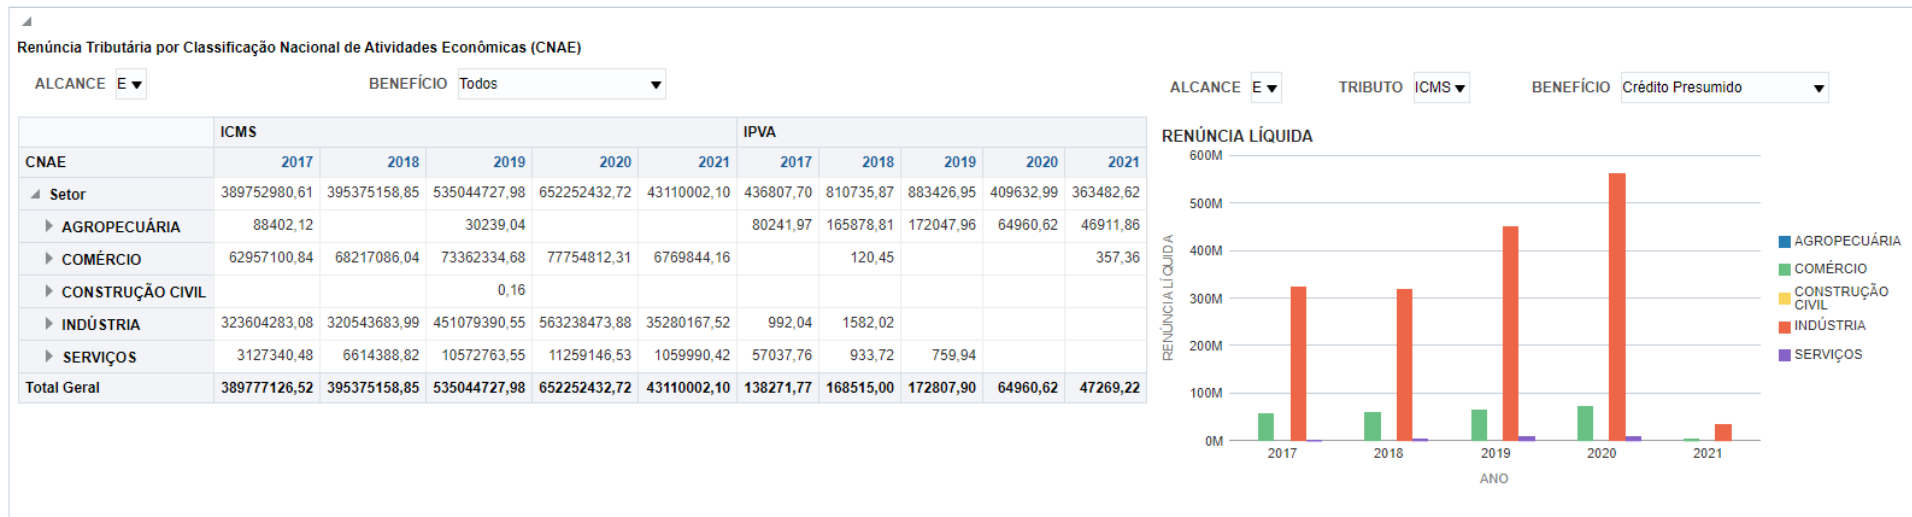 Renúncia Tributária por Classificação Nacional de Atividades Econômicas (CNAE)
ALCANCE E BENEFÍCIO Todos
ICMS IPVA
CNAE 2017 2018 2019 2020 2021 2017 2018 2019 2020 2021
Setor 389752980,61 395375158,85 535044727,98 652252432,72 43110002,10 436807,70 810735,87 883426,95 409632,99 363482,62
AGROPECUÁRIA 88402,12 30239,04 80241,97 165878,81 172047,96 64960,62 46911,86
COMÉRCIO 62957100,84 68217086,04 73362334,68 77754812,31 6769844,16 120,45 357,36
CONSTRUÇÃO CIVIL 0,16
INDÚSTRIA 323604283,08 320543683,99 451079390,55 563238473,88 35280167,52 992,04 1582,02
SERVIÇOS 3127340,48 6614388,82 10572763,55 11259146,53 1059990,42 57037,76 933,72 759,94
Total Geral 389777126,52 395375158,85 535044727,98 652252432,72 43110002,10 138271,77 168515,00 172807,90 64960,62 47269,22
ALCANCE E TRIBUTO ICMS BENEFÍCIO Crédito Presumido
RENÚNCIA LÍQUIDA
RENÚNCIA LÍQUIDA
600M
500M
400M
300M
200M
100M
0M
2017 2018 2019 2020 2021
ANO
AGROPECUÁRIA
COMÉRCIO
CONSTRUÇÃO
CIVIL
INDÚSTRIA
SERVIÇOS